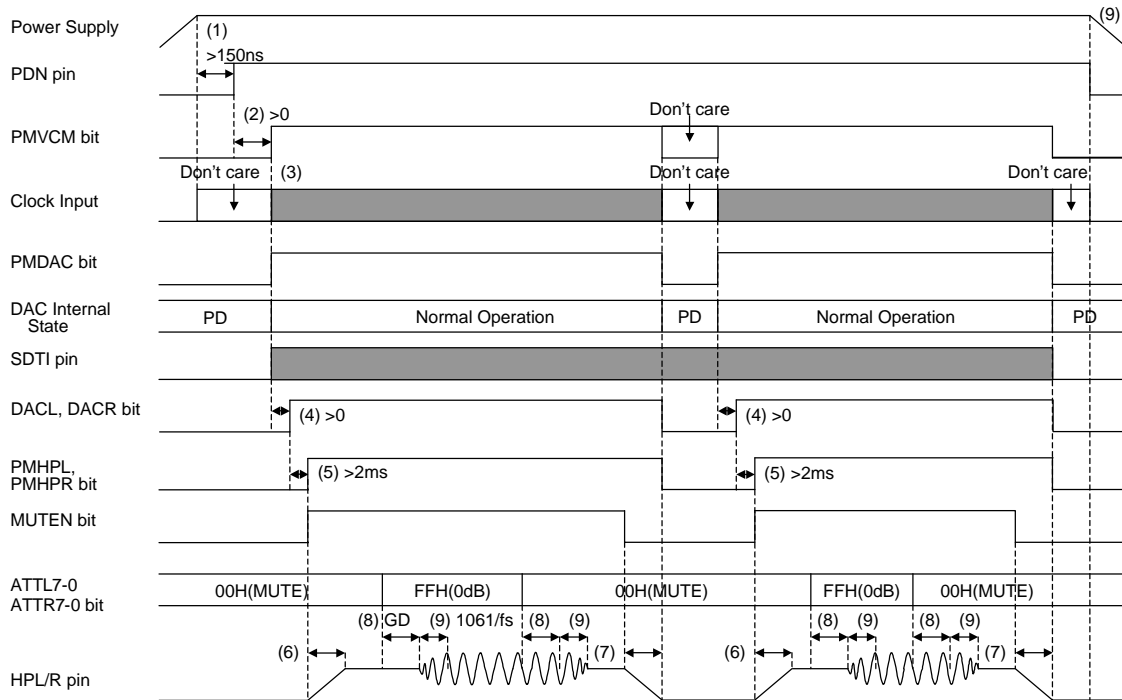 Power Supply
(1)
(9)
>150ns
PDN pin
(2) >0
Don't care
PMVCM bit
Don't care
(3)
Don't care
Don't care
Clock Input
PMDAC bit
DAC Internal
State
PD
Normal Operation
PD
Normal Operation
PD
SDTI pin
DACL, DACR bit
(4) >0
(4) >0
PMHPL,
PMHPR bit
(5) >2ms
(5) >2ms
MUTEN bit
ATTL7-0
ATTR7-0 bit
00H(MUTE)
FFH(0dB)
00H(MUTE)
FFH(0dB)
00H(MUTE)
(8) GD
(9) 1061/fs
(8)
(9)
(8)
(9)
(8)
(9)
(6)
(7)
(6)
(7)
HPL/R pin